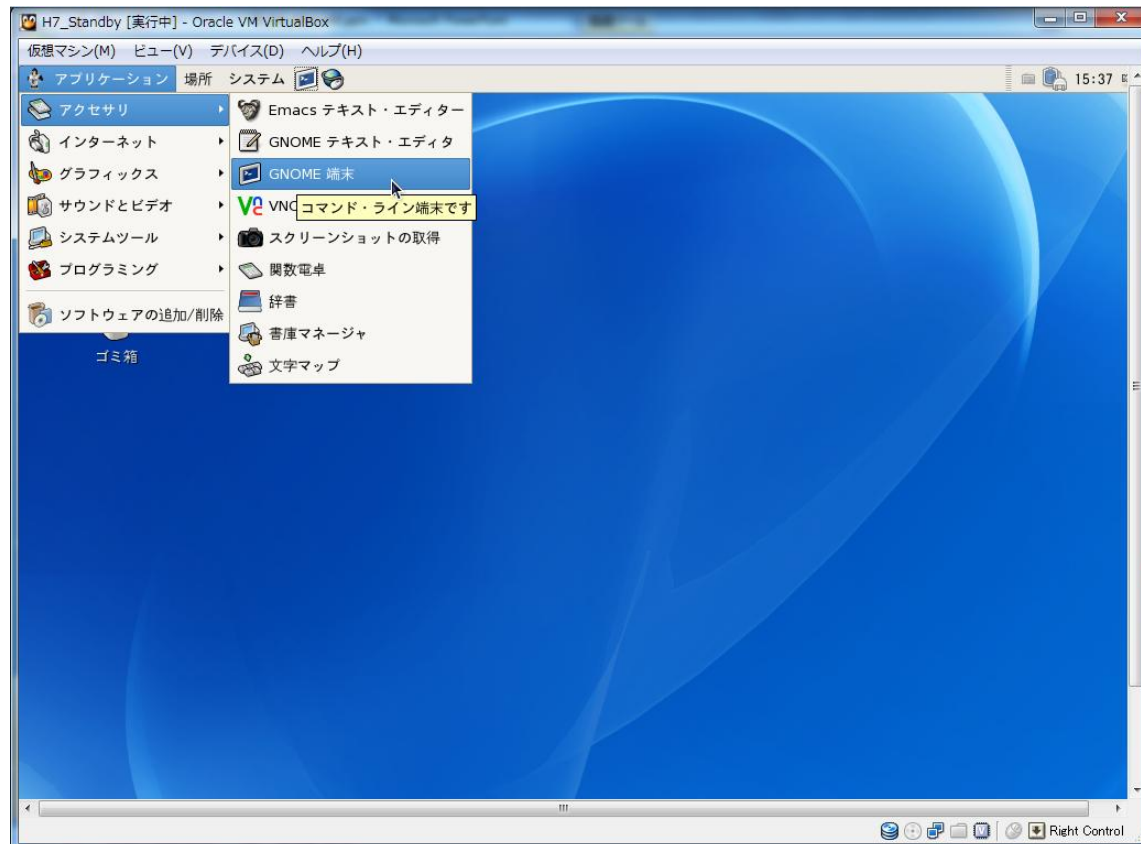 H7_Standby [実行中] - Oracle VM VirtualBox
仮想マシン(M) ビュー(V) デバイス(D) ヘルプ(H)
アプリケーション 場所 システム 15:37
アクセサリ
インターネット
グラフィックス
サウンドとビデオ
システムツール
プログラミング
ソフトウェアの追加/削除
Emacs テキスト・エディター
GNOME テキスト・エディタ
GNOME 端末
VNC
コマンド・ライン端末です
スクリーンショットの取得
関数電卓
辞書
書庫マネージャ
文字マップ
ゴミ箱
Right Control